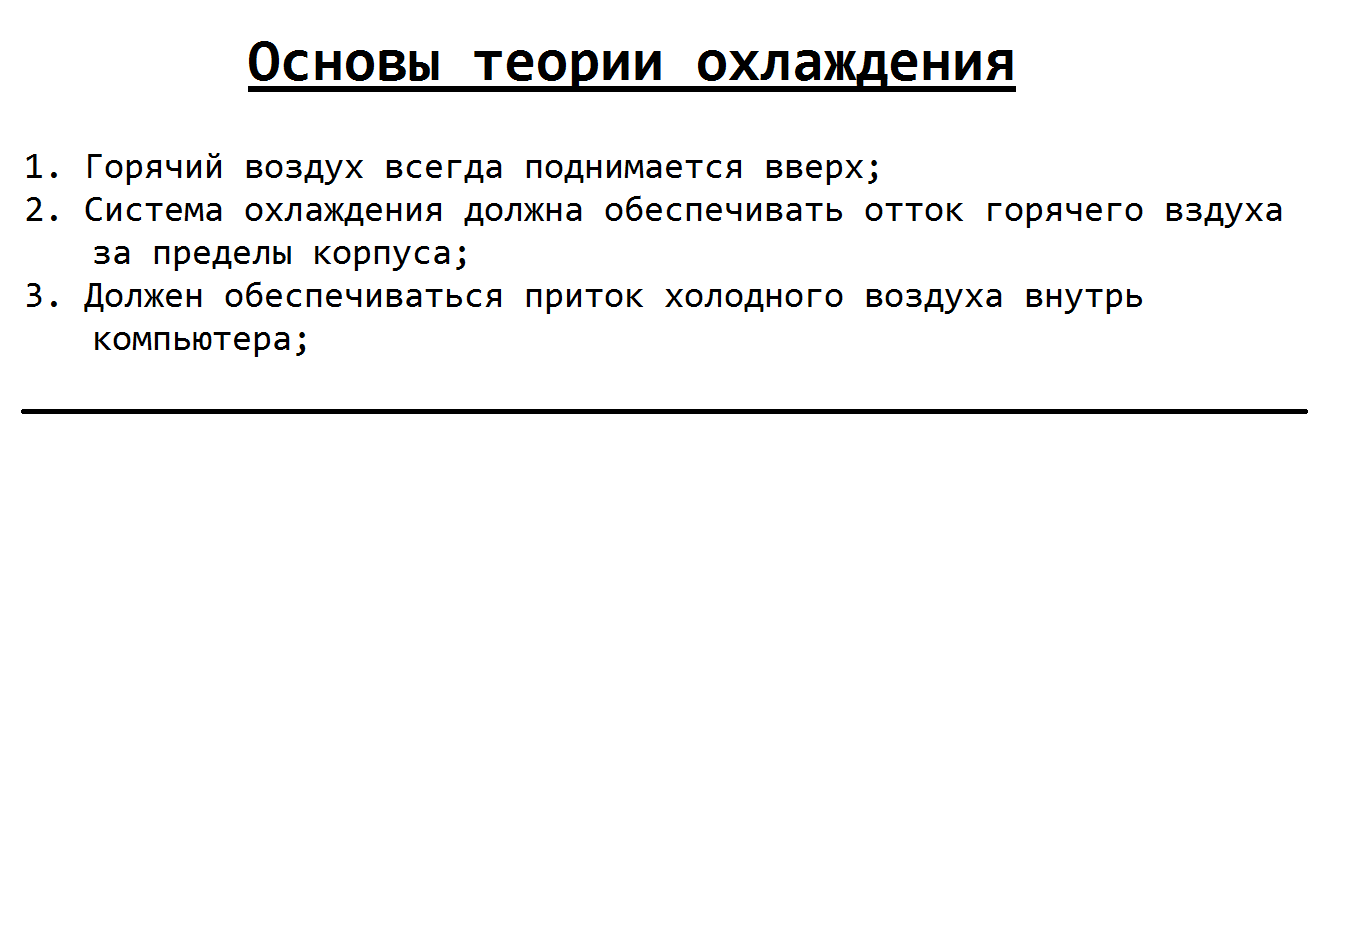 Основы теории охлаждения
1. Горячий воздух всегда поднимается вверх;
2. Система охлаждения должна обеспечивать отток горячего вздуха
за пределы корпуса;
3. Должен обеспечиваться приток холодного воздуха внутрь
компьютера;